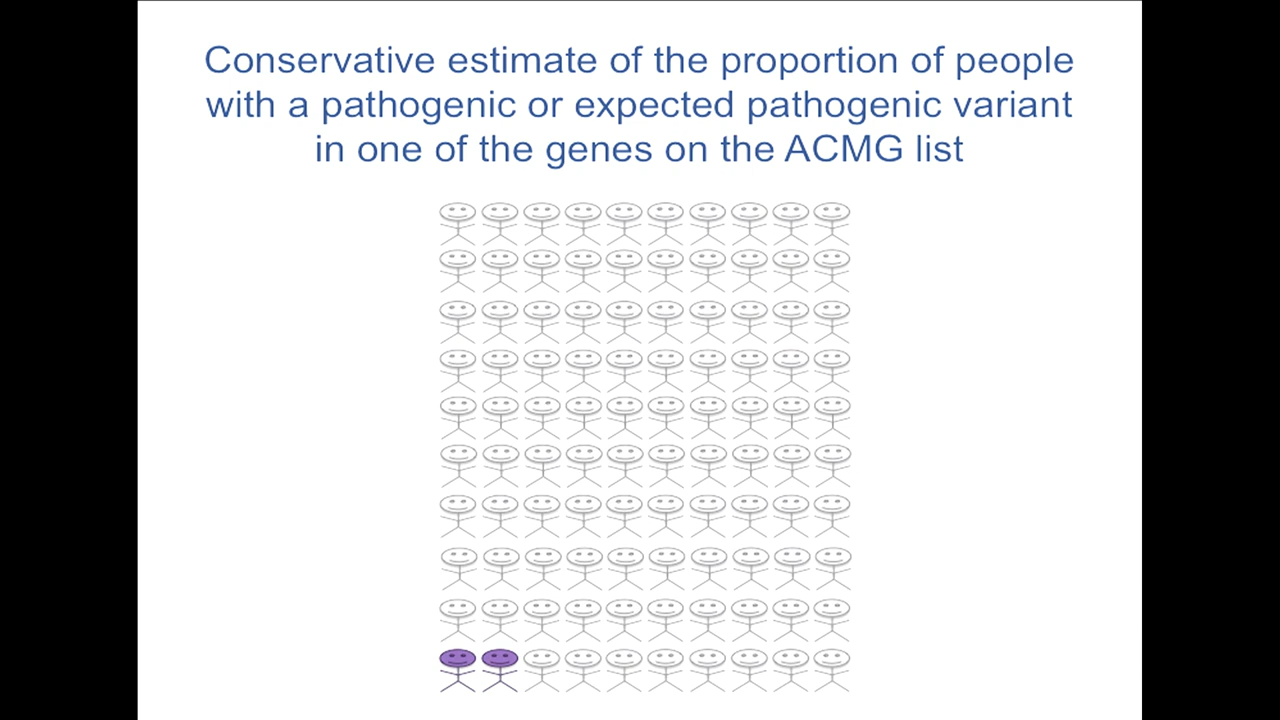 Conservative estimate of the proportion of people
with a pathogenic or expected pathogenic variant
in one of the genes on the ACMG list